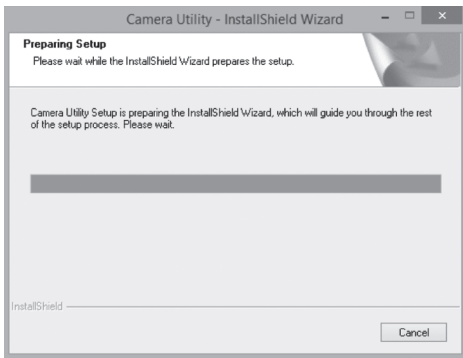 Camera Utility - InstallShield Wizard
Preparing Setup
Please wait while the InstallShield Wizard prepares the setup.
Camera Utility Setup is preparing the InstallShield Wizard, which will guide you through the rest
of the setup process. Please wait.
InstallShield
Cancel